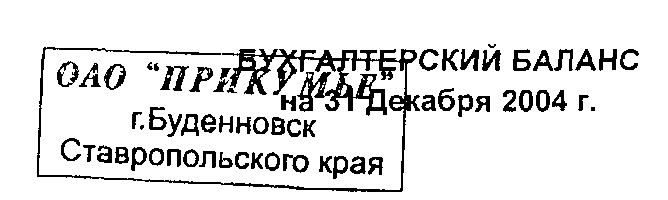 БУХГАЛТЕРСКИЙ БАЛАНС
на 31 Декабря 2004 г.
ОАО "ПРИКУМЬЕ"
г.Буденновск
Ставропольского края